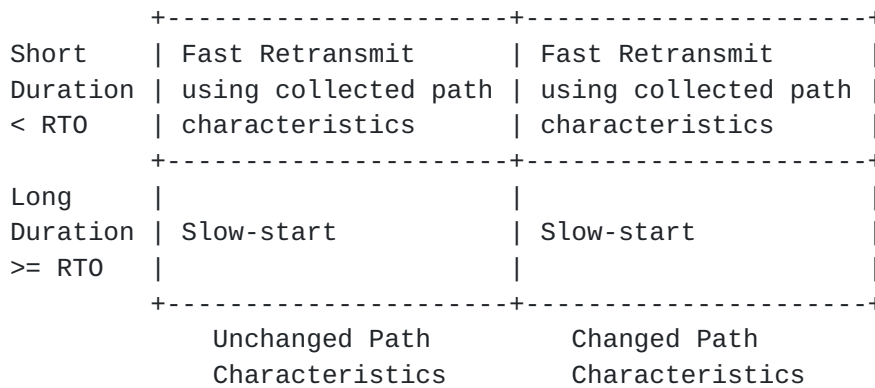 +----------------------+----------------------+
Short    | Fast Retransmit      | Fast Retransmit      |
Duration | using collected path | using collected path |
< RTO    | characteristics      | characteristics      |
         +----------------------+----------------------+
Long     |                      |                      |
Duration | Slow-start           | Slow-start           |
>= RTO   |                      |                      |
         +----------------------+----------------------+
             Unchanged Path         Changed Path
             Characteristics        Characteristics